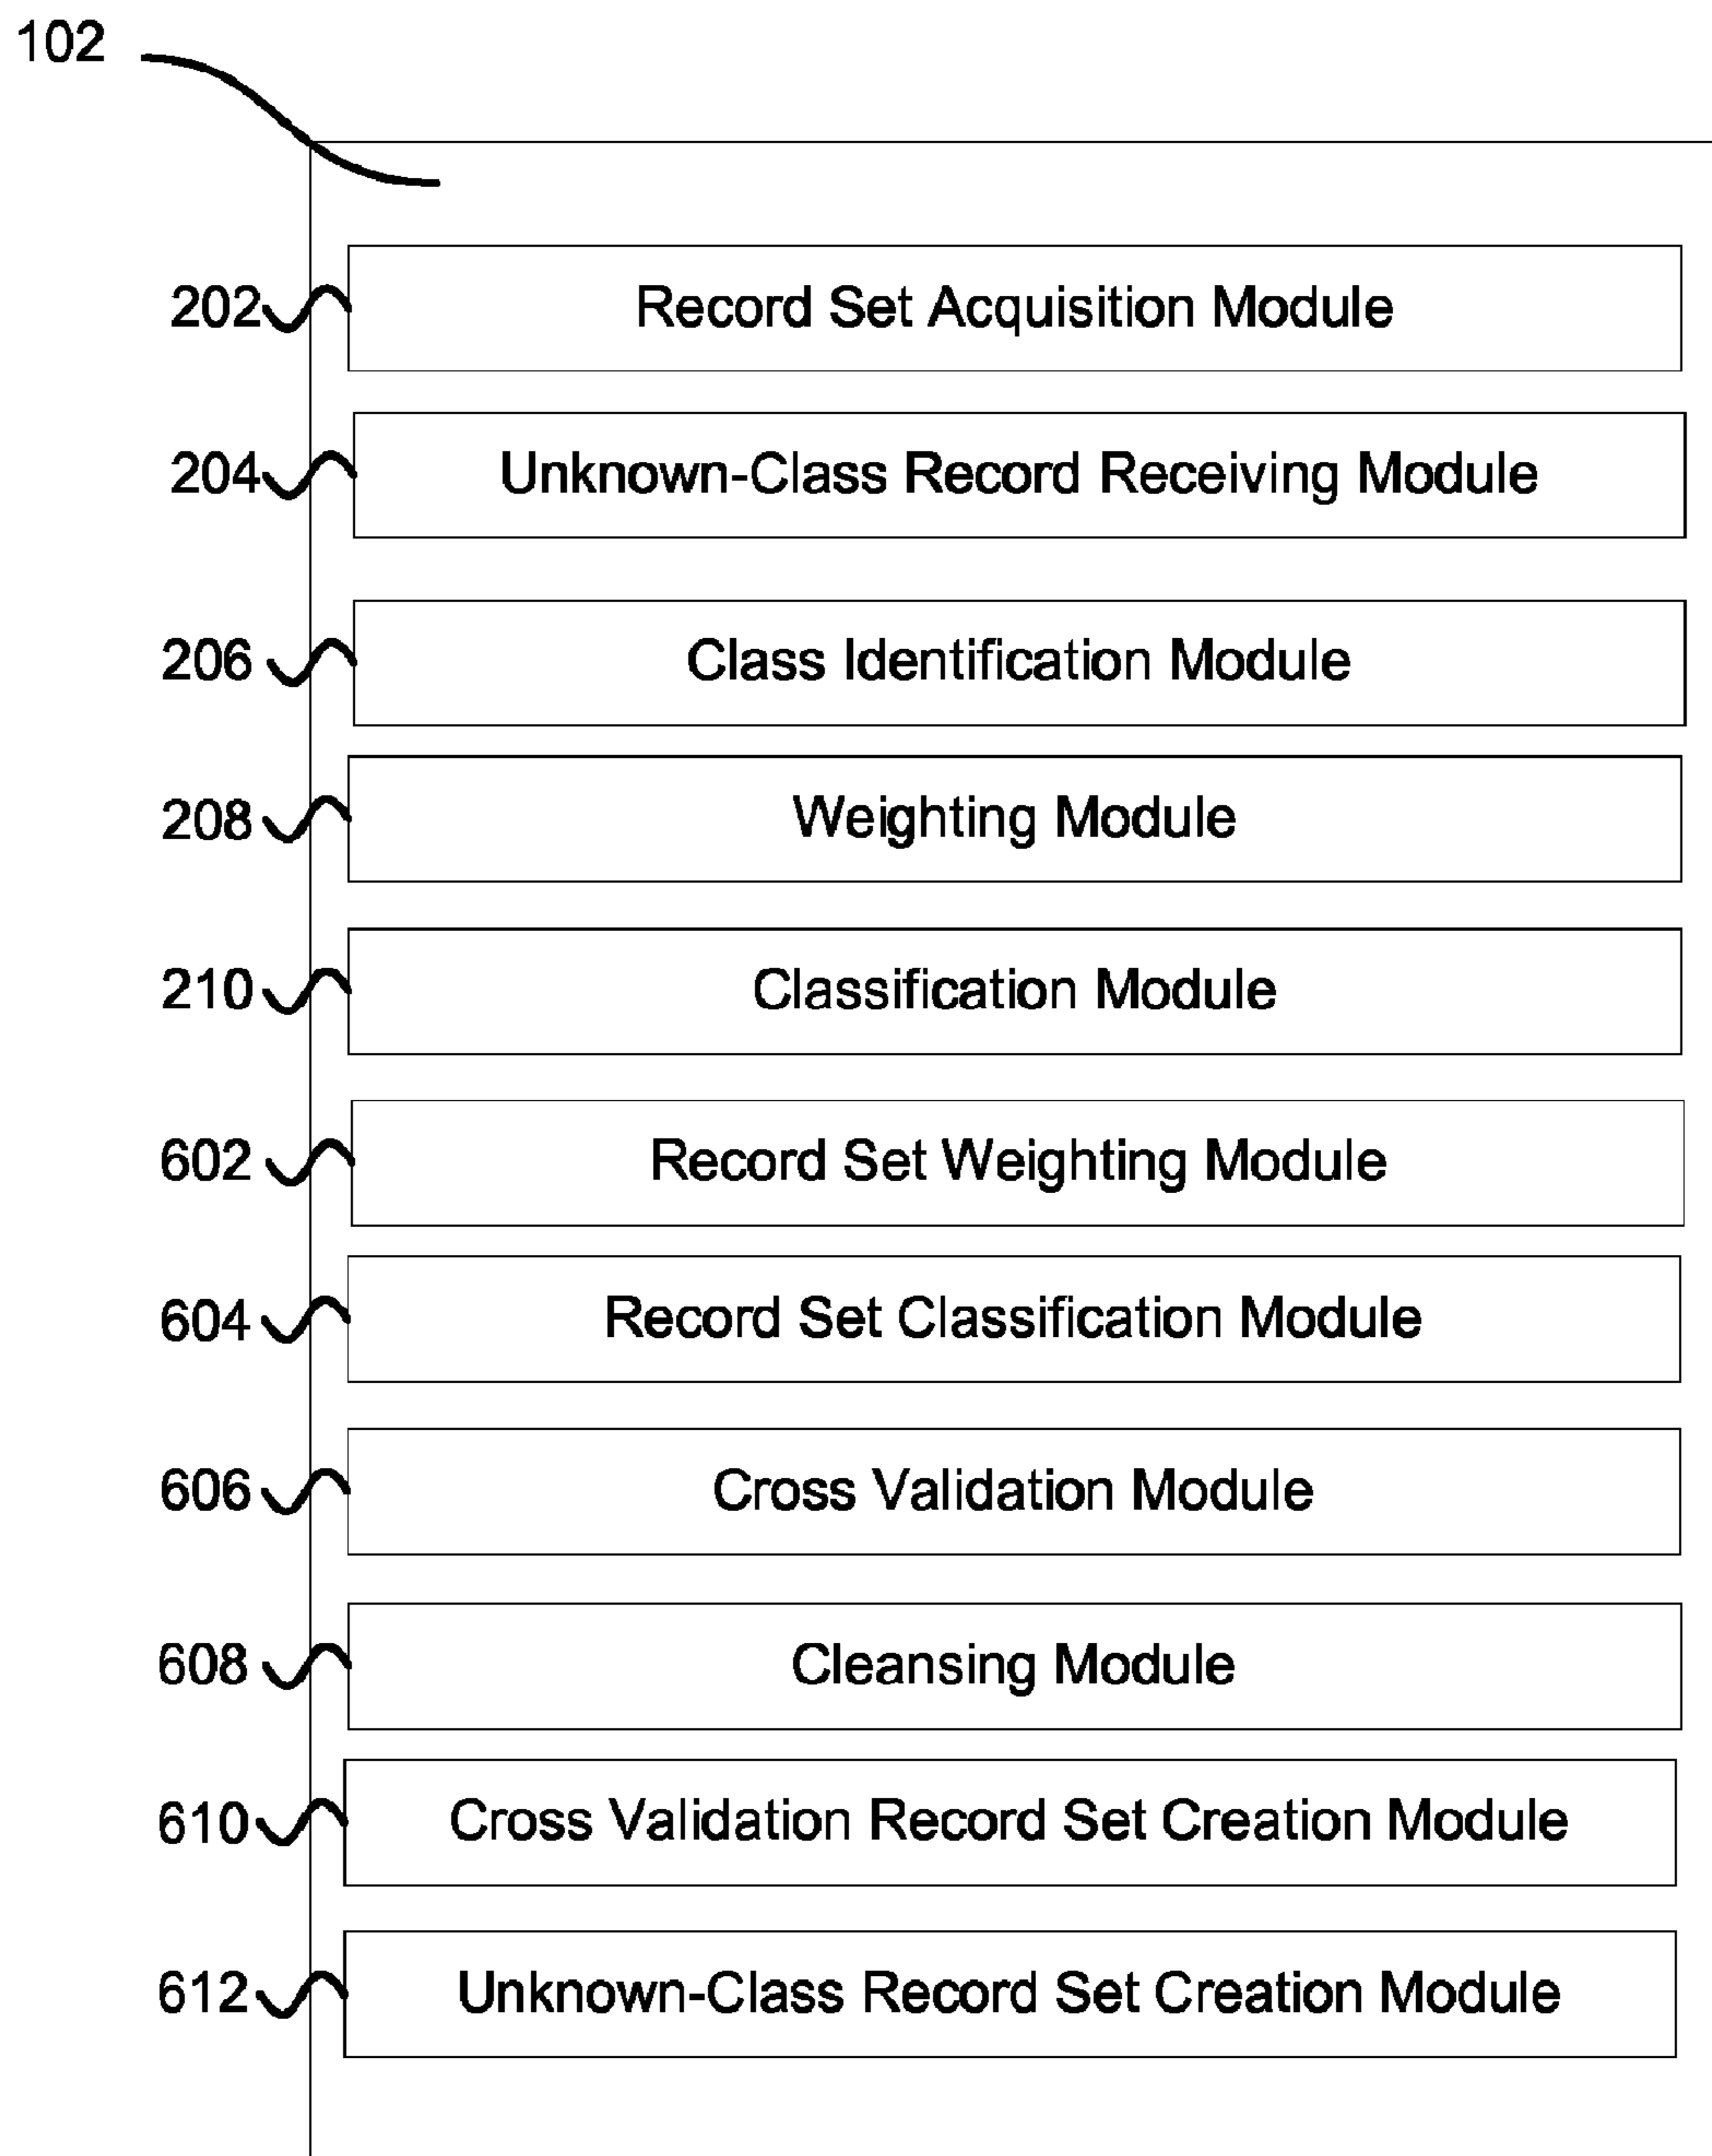 102
202 Record Set Acquisition Module
204 Unknown-Class Record Receiving Module
206 Class Identification Module
208 Weighting Module
210 Classification Module
602 Record Set Weighting Module
604 Record Set Classification Module
606 Cross Validation Module
608 Cleansing Module
610 Cross Validation Record Set Creation Module
612 Unknown-Class Record Set Creation Module